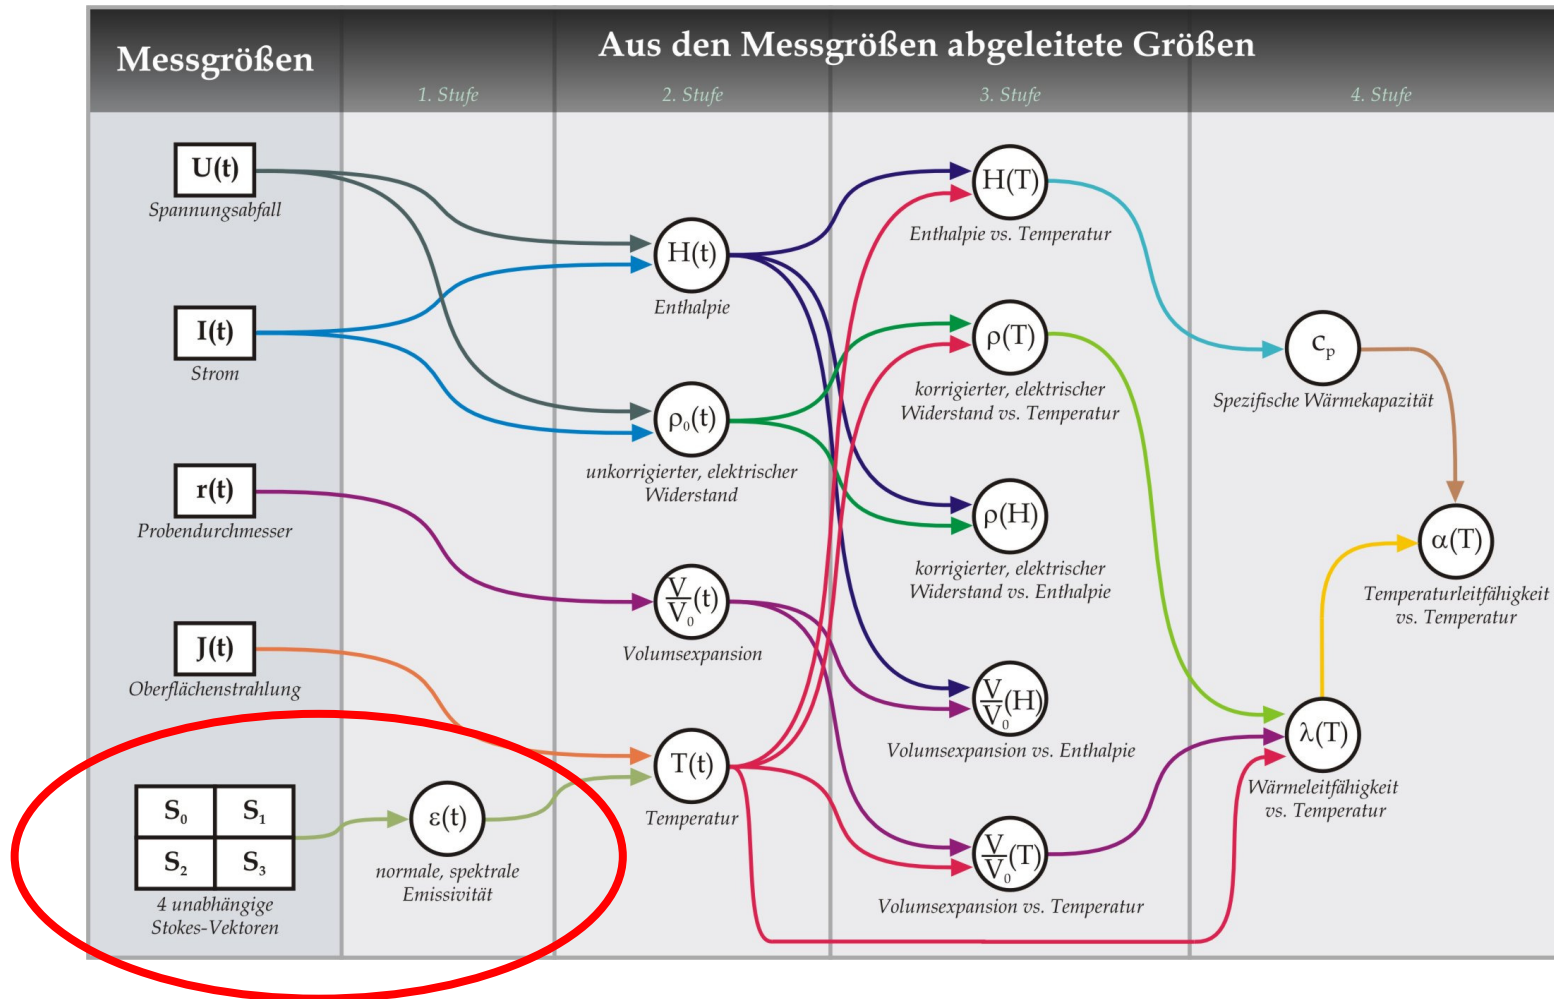 Messgrößen
Aus den Messgrößen abgeleitete Größen
1. Stufe
2. Stufe
3. Stufe
4. Stufe
U(t)
Spannungsabfall
I(t)
Strom
r(t)
Probendurchmesser
J(t)
Oberflächenstrahlung
S₀ S₁
S₂ S₃
4 unabhängige
Stokes-Vektoren
ε(t)
normale, spektrale
Emissivität
H(t)
Enthalpie
ρ₀(t)
unkorrigierter, elektrischer
Widerstand
V/V₀(t)
Volumsexpansion
T(t)
Temperatur
H(T)
Enthalpie vs. Temperatur
ρ(T)
korrigierter, elektrischer
Widerstand vs. Temperatur
ρ(H)
korrigierter, elektrischer
Widerstand vs. Enthalpie
V/V₀(H)
Volumsexpansion vs. Enthalpie
V/V₀(T)
Volumsexpansion vs. Temperatur
cₚ
Spezifische Wärmekapazität
α(T)
Temperaturleitfähigkeit
vs. Temperatur
λ(T)
Wärmeleitfähigkeit
vs. Temperatur